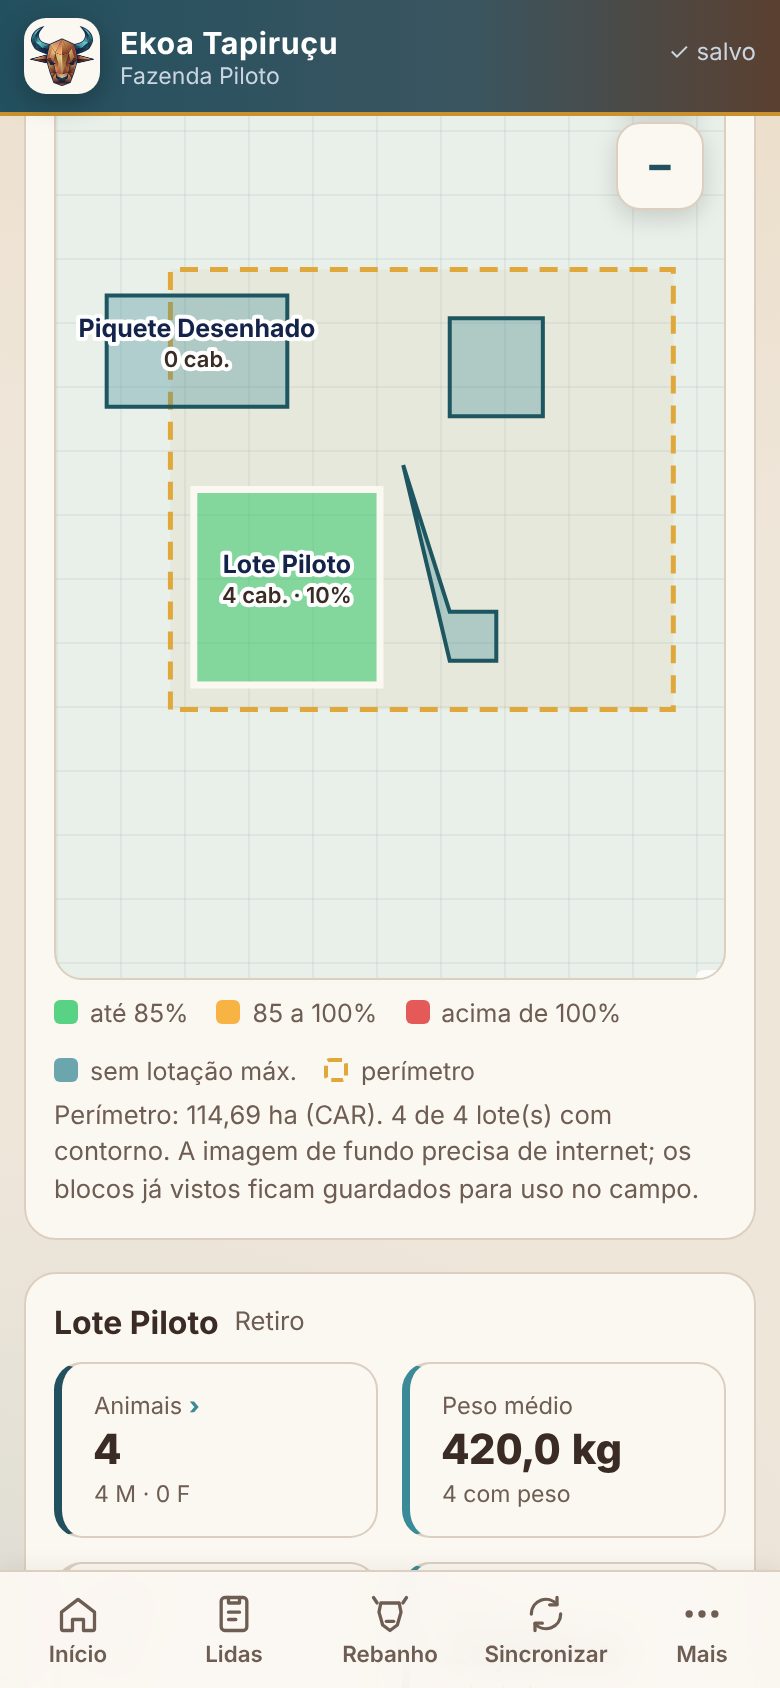 Ekoa Tapiruçu
Fazenda Piloto
✓ salvo
−
Piquete Desenhado
0 cab.
Lote Piloto
4 cab. · 10%
até 85%
85 a 100%
acima de 100%
sem lotação máx.
perímetro
Perímetro: 114,69 ha (CAR). 4 de 4 lote(s) com
contorno. A imagem de fundo precisa de internet; os
blocos já vistos ficam guardados para uso no campo.
Lote Piloto Retiro
Animais ›
4
4 M · 0 F
Peso médio
420,0 kg
4 com peso
Início
Lidas
Rebanho
Sincronizar
Mais